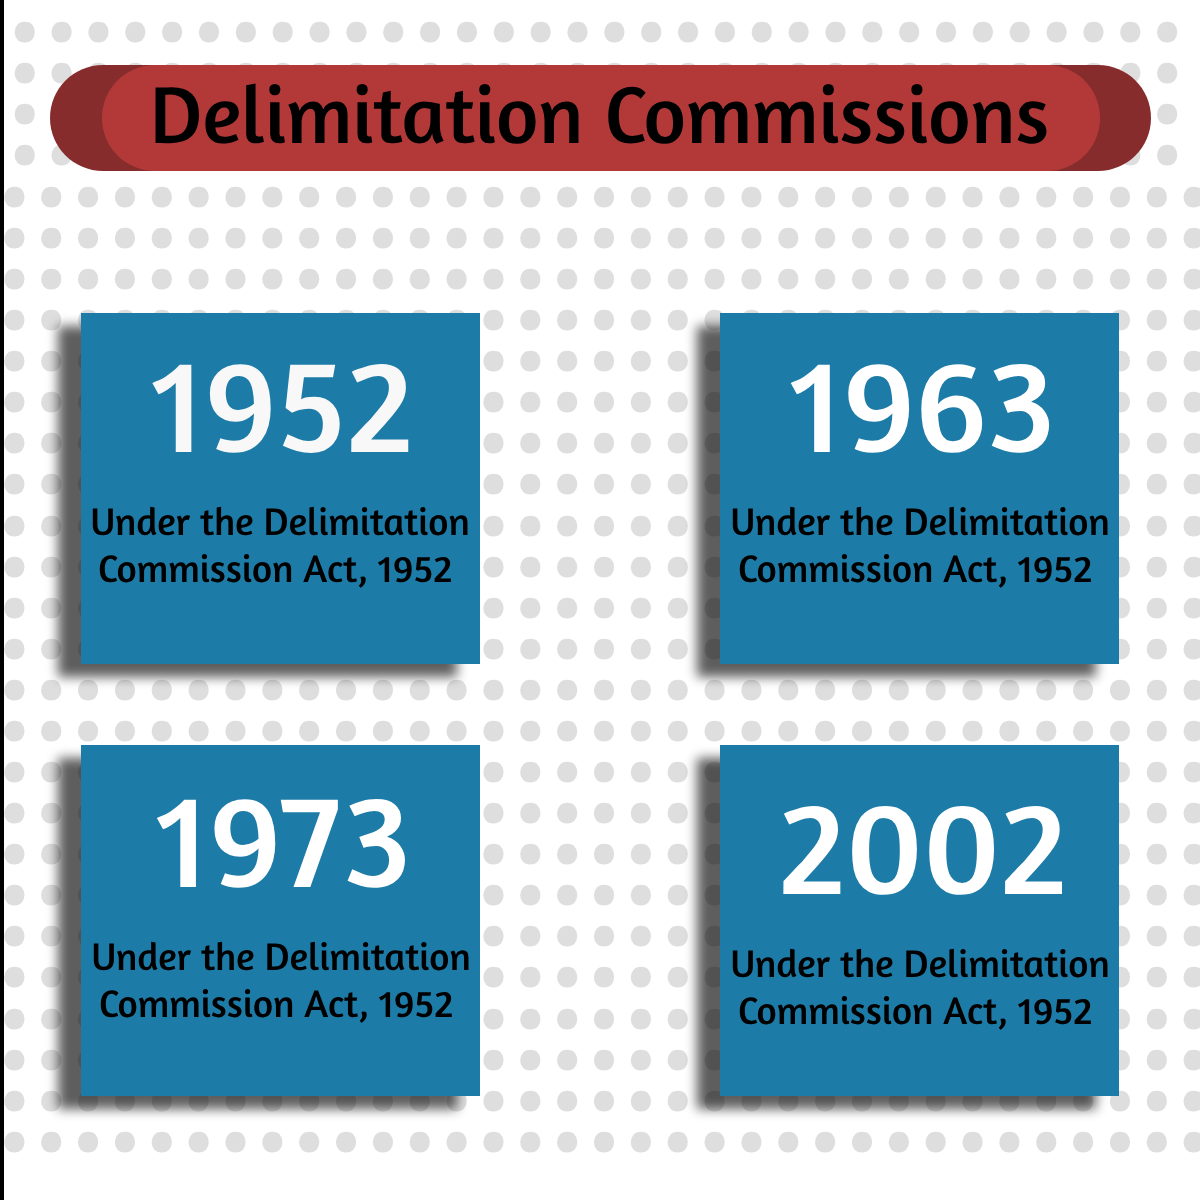 Delimitation Commissions
1952
Under the Delimitation
Commission Act, 1952
1963
Under the Delimitation
Commission Act, 1952
1973
Under the Delimitation
Commission Act, 1952
2002
Under the Delimitation
Commission Act, 1952